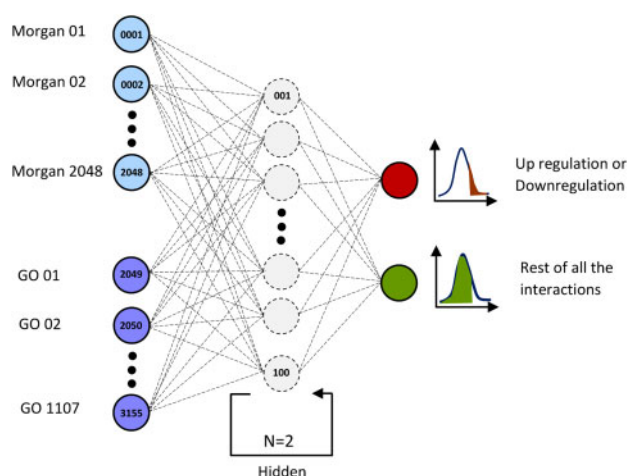 Morgan 01
0001
Morgan 02
0002
001
Morgan 2048
2048
Up regulation or
Downregulation
GO 01
2049
Rest of all the
interactions
GO 02
2050
100
GO 1107
3155
N=2
Hidden